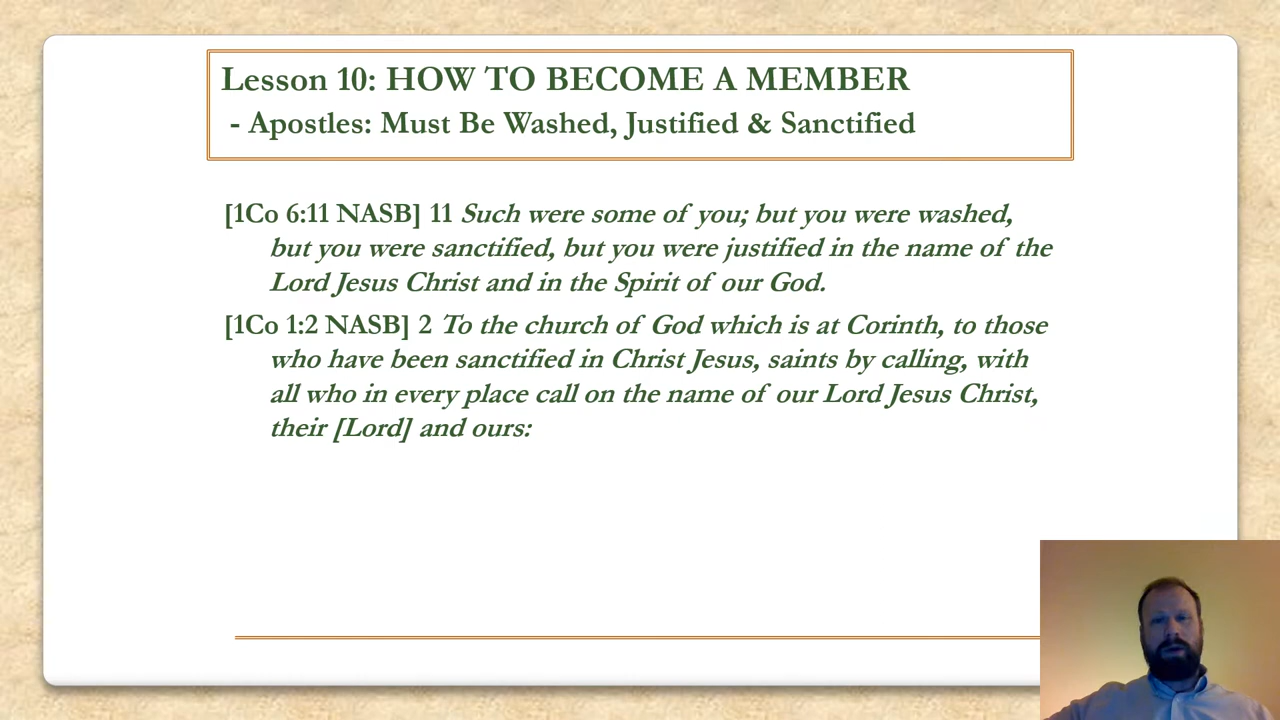 Lesson 10: HOW TO BECOME A MEMBER
- Apostles: Must Be Washed, Justified & Sanctified
[1Co 6:11 NASB] 11 Such were some of you; but you were washed,
but you were sanctified, but you were justified in the name of the
Lord Jesus Christ and in the Spirit of our God.
[1Co 1:2 NASB] 2 To the church of God which is at Corinth, to those
who have been sanctified in Christ Jesus, saints by calling, with
all who in every place call on the name of our Lord Jesus Christ,
their [Lord] and ours: